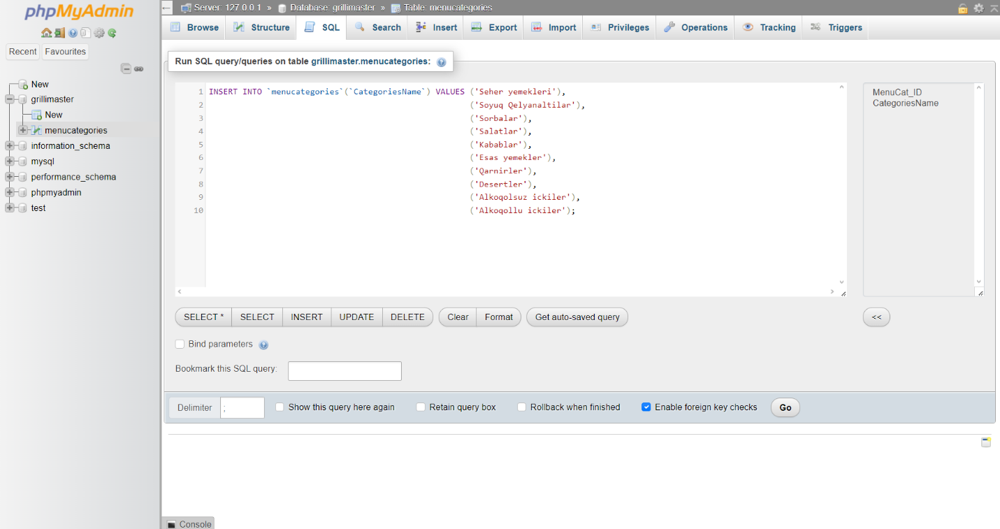 phpMyAdmin
Recent Favourites
New
grillimaster
New
menucategories
information_schema
mysql
performance_schema
phpmyadmin
test
Server: 127.0.0.1 » Database: grillimaster » Table: menucategories
Browse Structure SQL Search Insert Export Import Privileges Operations Tracking Triggers
Run SQL query/queries on table grillimaster.menucategories:
1 INSERT INTO `menucategories`(`CategoriesName`) VALUES ('Seher yemekleri'),
2 ('Soyuq Qelyanaltilar'),
3 ('Sorbalar'),
4 ('Salatlar'),
5 ('Kabablar'),
6 ('Esas yemekler'),
7 ('Qarnirler'),
8 ('Desertler'),
9 ('Alkoqolsuz ickiler'),
10 ('Alkoqollu ickiler');
MenuCat_ID
CategoriesName
SELECT * SELECT INSERT UPDATE DELETE Clear Format Get auto-saved query <<
Bind parameters
Bookmark this SQL query:
Delimiter ; Show this query here again Retain query box Rollback when finished Enable foreign key checks Go
Console